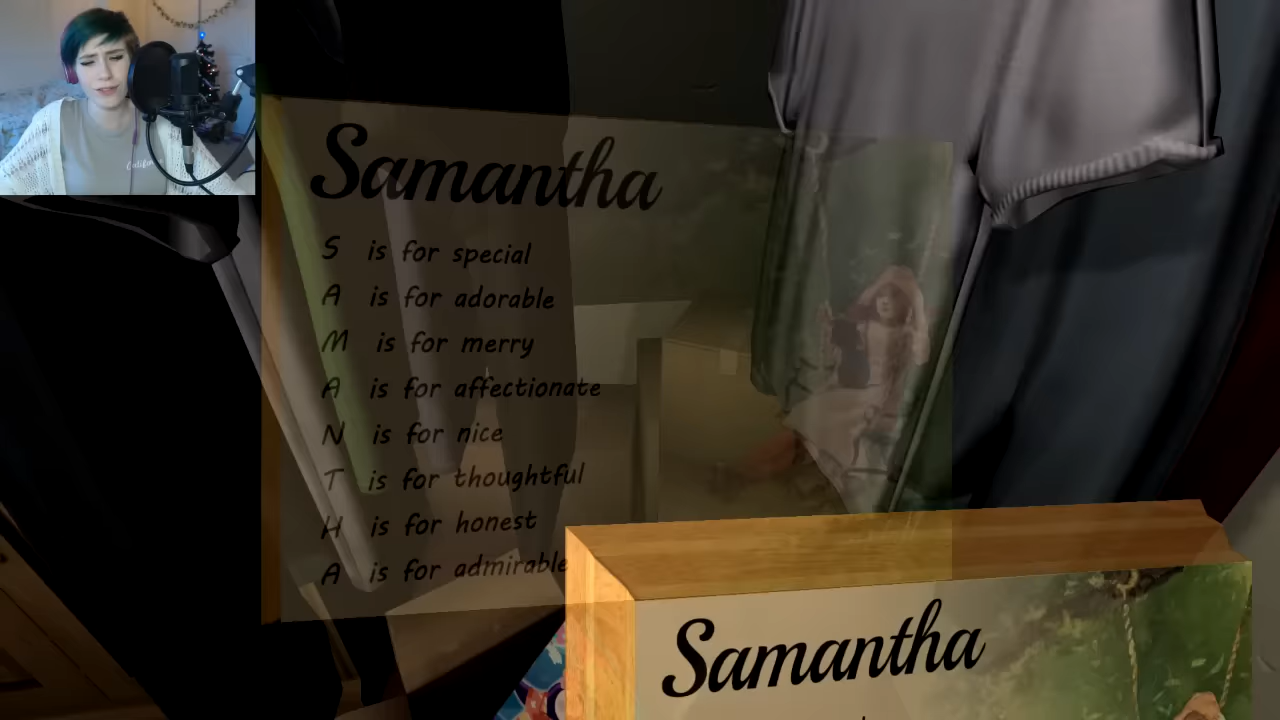 Samantha
S is for special
A is for adorable
M is for merry
A is for affectionate
N is for nice
T is for thoughtful
H is for honest
A is for admirable
Samantha